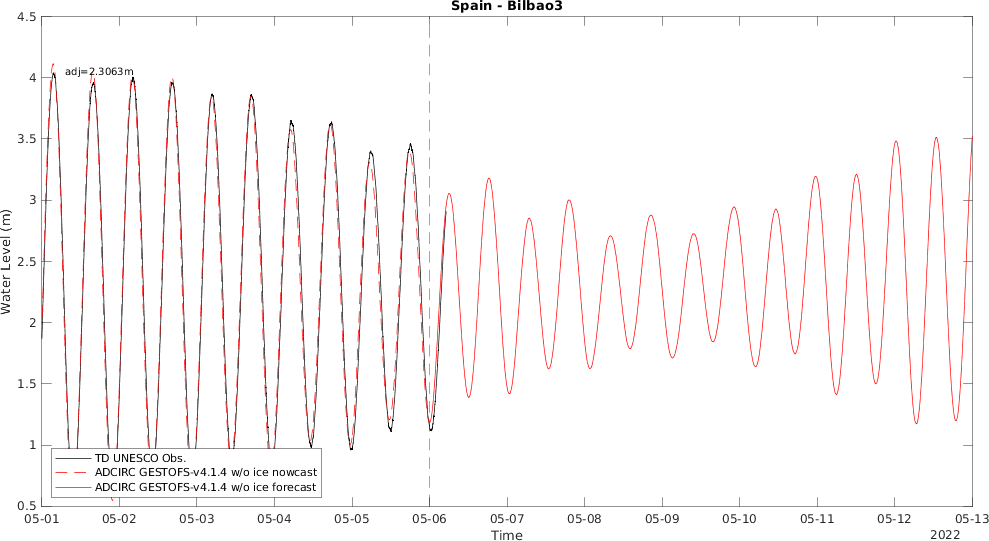 Spain - Bilbao3
4.5
4
3.5
3
2.5
2
1.5
1
0.5
Water Level (m)
adj=2.3063m
TD UNESCO Obs.
ADCIRC GESTOFS-v4.1.4 w/o ice nowcast
ADCIRC GESTOFS-v4.1.4 w/o ice forecast
05-01 05-02 05-03 05-04 05-05 05-06 05-07 05-08 05-09 05-10 05-11 05-12 05-13
Time
2022